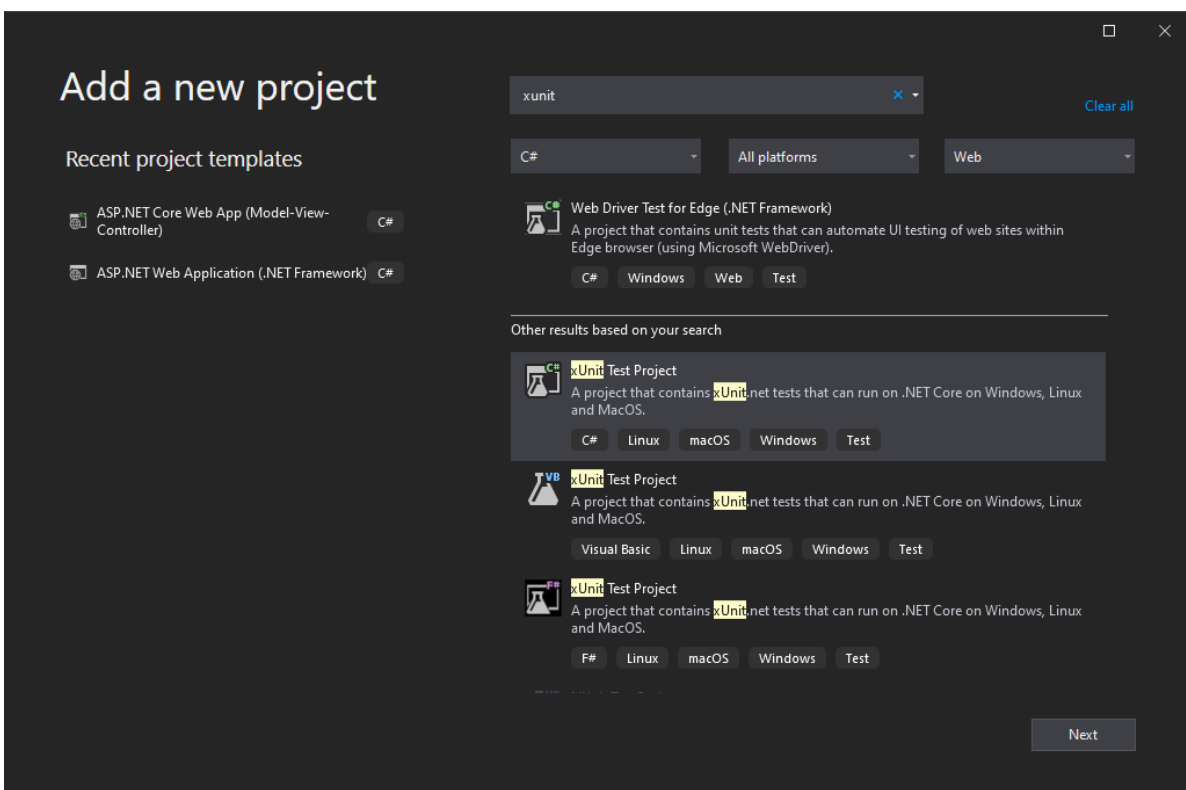 Add a new project
Recent project templates
ASP.NET Core Web App (Model-View-
Controller)
C#
ASP.NET Web Application (.NET Framework)
C#
xunit
Clear all
C#
All platforms
Web
Web Driver Test for Edge (.NET Framework)
A project that contains unit tests that can automate UI testing of web sites within
Edge browser (using Microsoft WebDriver).
C# Windows Web Test
Other results based on your search
C#
xUnit Test Project
A project that contains xUnit.net tests that can run on .NET Core on Windows, Linux
and MacOS.
C# Linux macOS Windows Test
VB
xUnit Test Project
A project that contains xUnit.net tests that can run on .NET Core on Windows, Linux
and MacOS.
Visual Basic Linux macOS Windows Test
F#
xUnit Test Project
A project that contains xUnit.net tests that can run on .NET Core on Windows, Linux
and MacOS.
F# Linux macOS Windows Test
Next